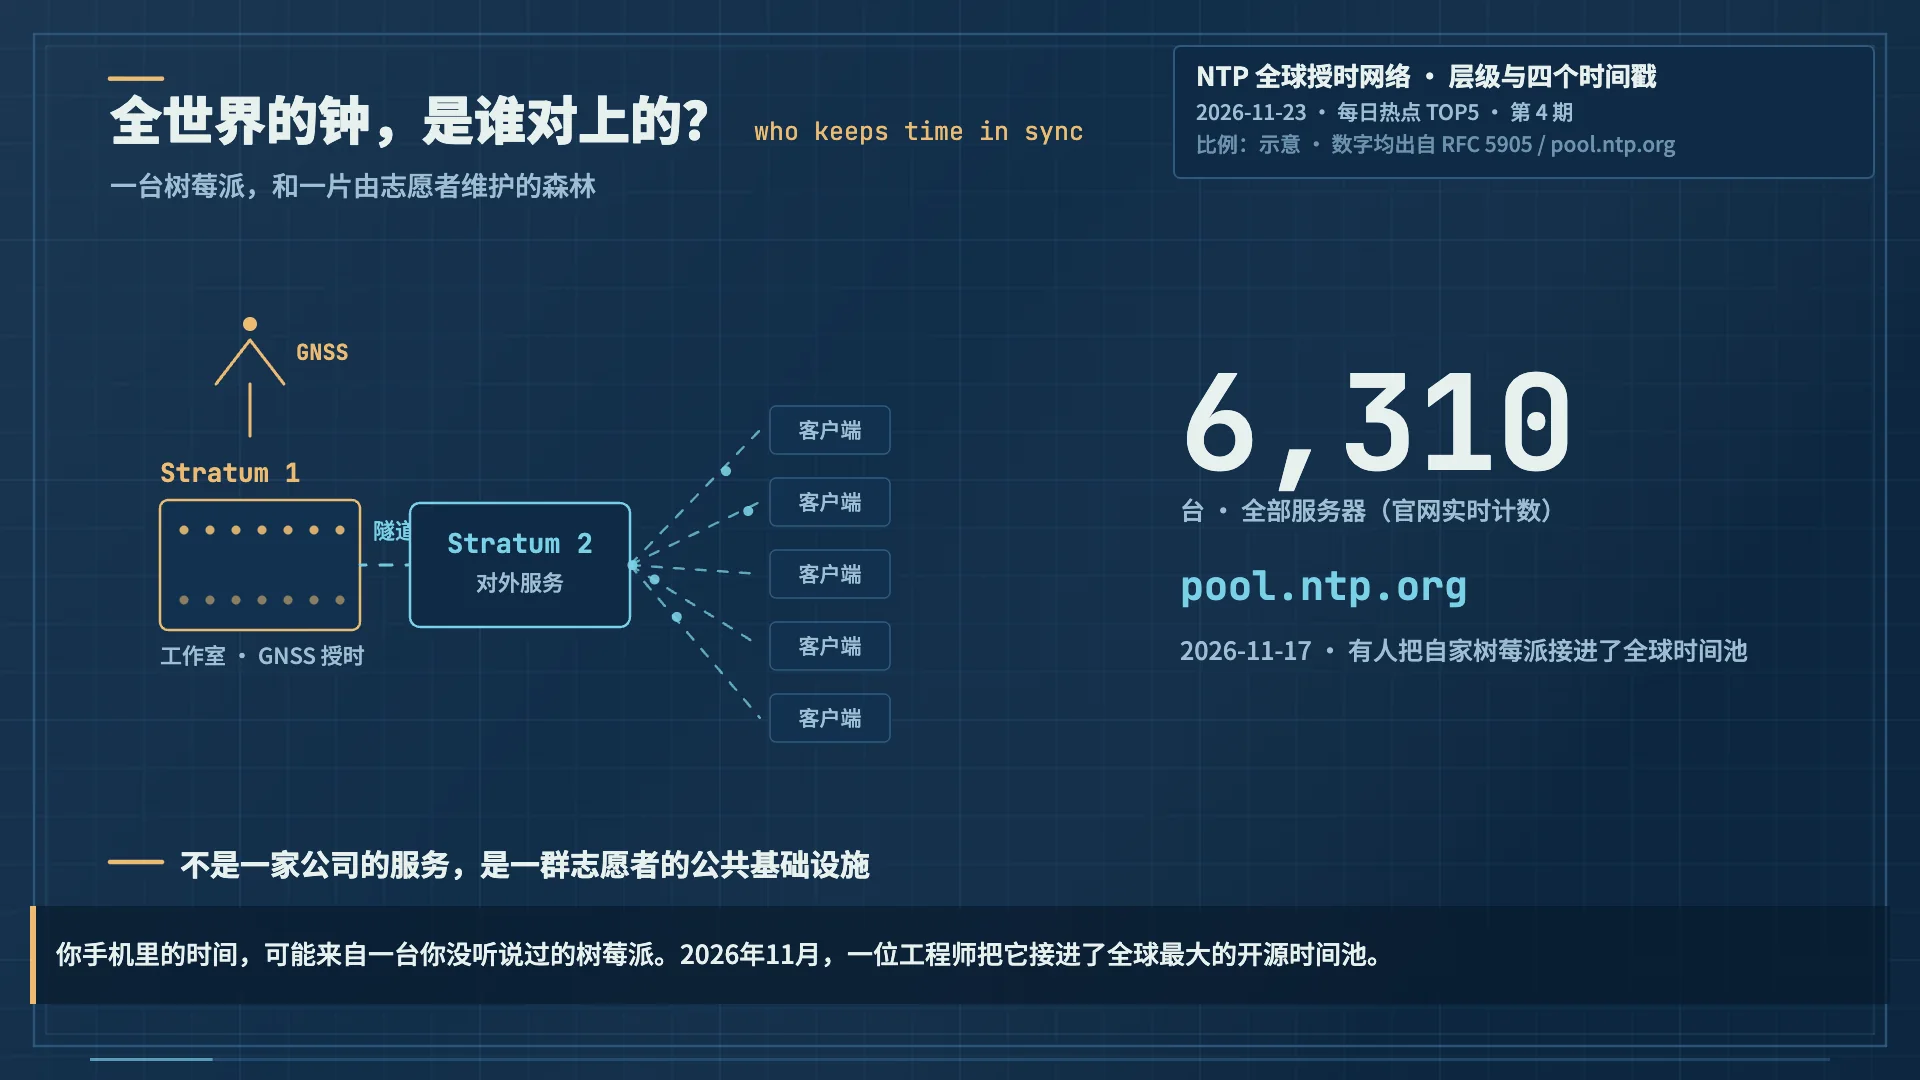 全世界的钟，是谁对上的？ who keeps time in sync
一台树莓派，和一片由志愿者维护的森林
NTP 全球授时网络 · 层级与四个时间戳
2026-11-23 · 每日热点 TOP5 · 第 4 期
比例：示意 · 数字均出自 RFC 5905 / pool.ntp.org
GNSS
Stratum 1
工作室 · GNSS 授时
隧道
Stratum 2
对外服务
客户端
客户端
客户端
客户端
客户端
6,310
台 · 全部服务器（官网实时计数）
pool.ntp.org
2026-11-17 · 有人把自家树莓派接进了全球时间池
不是一家公司的服务，是一群志愿者的公共基础设施
你手机里的时间，可能来自一台你没听说过的树莓派。2026年11月，一位工程师把它接进了全球最大的开源时间池。